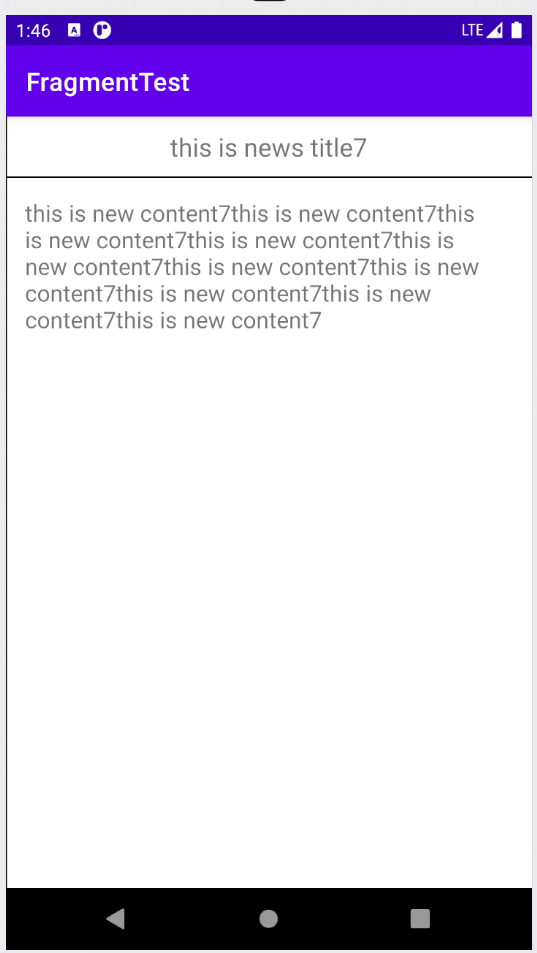 1:46 A LTE
FragmentTest
this is news title7
this is new content7this is new content7this
is new content7this is new content7this is
new content7this is new content7this is new
content7this is new content7this is new
content7this is new content7